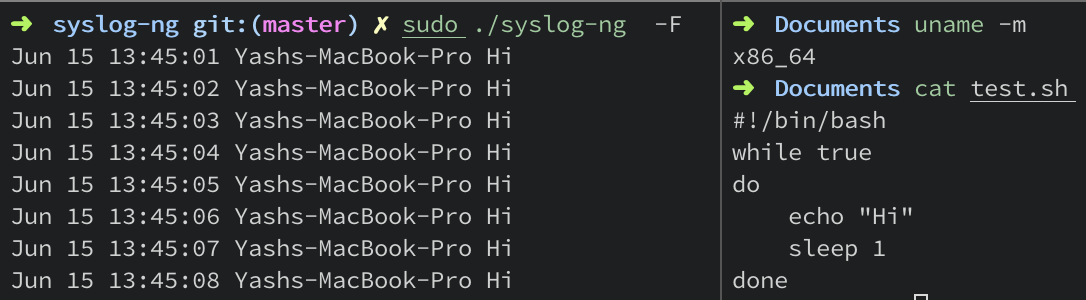 ➜ syslog-ng git:(master) ✗ sudo ./syslog-ng -F
Jun 15 13:45:01 Yashs-MacBook-Pro Hi
Jun 15 13:45:02 Yashs-MacBook-Pro Hi
Jun 15 13:45:03 Yashs-MacBook-Pro Hi
Jun 15 13:45:04 Yashs-MacBook-Pro Hi
Jun 15 13:45:05 Yashs-MacBook-Pro Hi
Jun 15 13:45:06 Yashs-MacBook-Pro Hi
Jun 15 13:45:07 Yashs-MacBook-Pro Hi
Jun 15 13:45:08 Yashs-MacBook-Pro Hi
➜ Documents uname -m
x86_64
➜ Documents cat test.sh
#!/bin/bash
while true
do
    echo "Hi"
    sleep 1
done